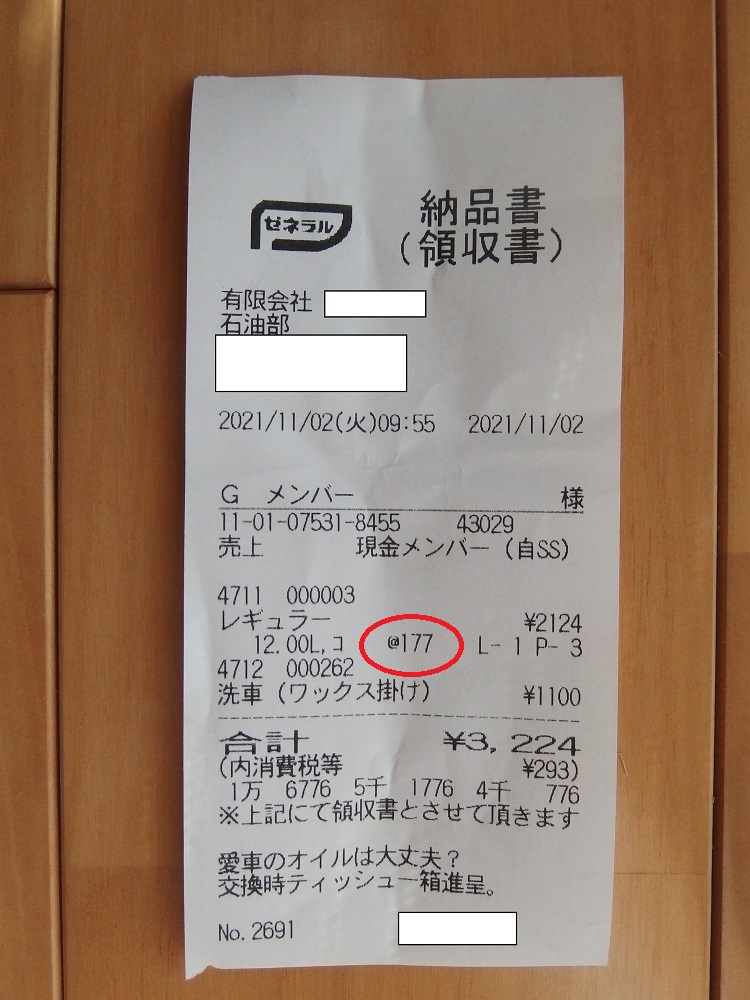 ゼネラル
納品書
(領収書)
有限会社
石油部
2021/11/02(火)09:55 2021/11/02
G メンバー 様
11-01-07531-8455 43029
売上 現金メンバー(自SS)
4711 000003
レギュラー ¥2124
12.00L,コ @177 L- 1 P- 3
4712 000262
洗車(ワックス掛け) ¥1100
合計 ¥3,224
(内消費税等 ¥293)
1万 6776 5千 1776 4千 776
※上記にて領収書とさせて頂きます
愛車のオイルは大丈夫?
交換時ティッシュ一箱進呈。
No.2691